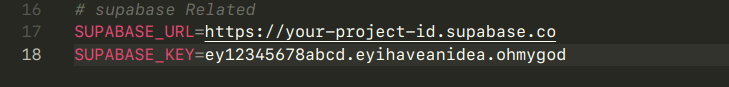 16 # supabase Related
17 SUPABASE_URL=https://your-project-id.supabase.co
18 SUPABASE_KEY=ey12345678abcd.eyihaveanidea.ohmygod